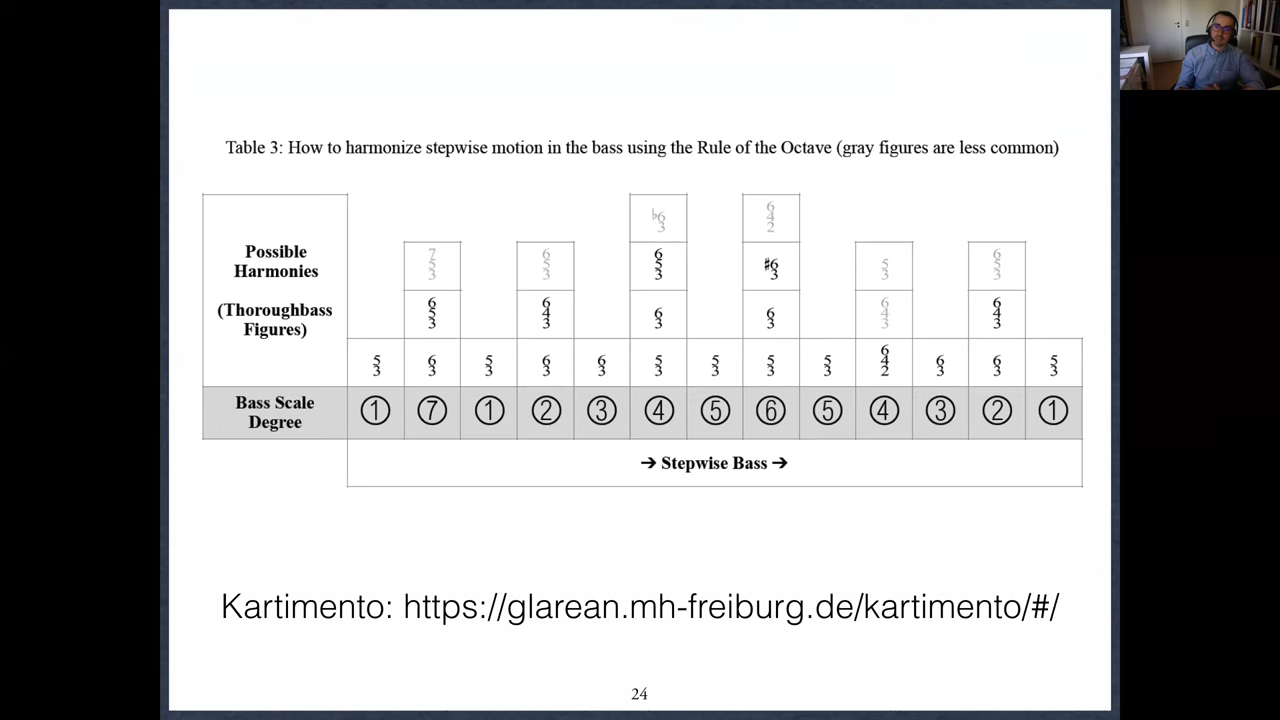 Table 3: How to harmonize stepwise motion in the bass using the Rule of the Octave (gray figures are less common)
♭6 6
3 4
2
Possible
Harmonies
7 6 6 ♯6 5 6
5 5 5 3 3 5
3 3 3 3
(Thoroughbass
Figures)
6 6 6 6 6 6
5 4 3 3 4 4
3 3 3 3
5 6 5 6 6 5 5 5 5 6 6 6 5
3 3 3 3 3 3 3 3 3 4 3 3 3
2
Bass Scale
Degree
① ⑦ ① ② ③ ④ ⑤ ⑥ ⑤ ④ ③ ② ①
→ Stepwise Bass →
Kartimento: https://glarean.mh-freiburg.de/kartimento/#/
24